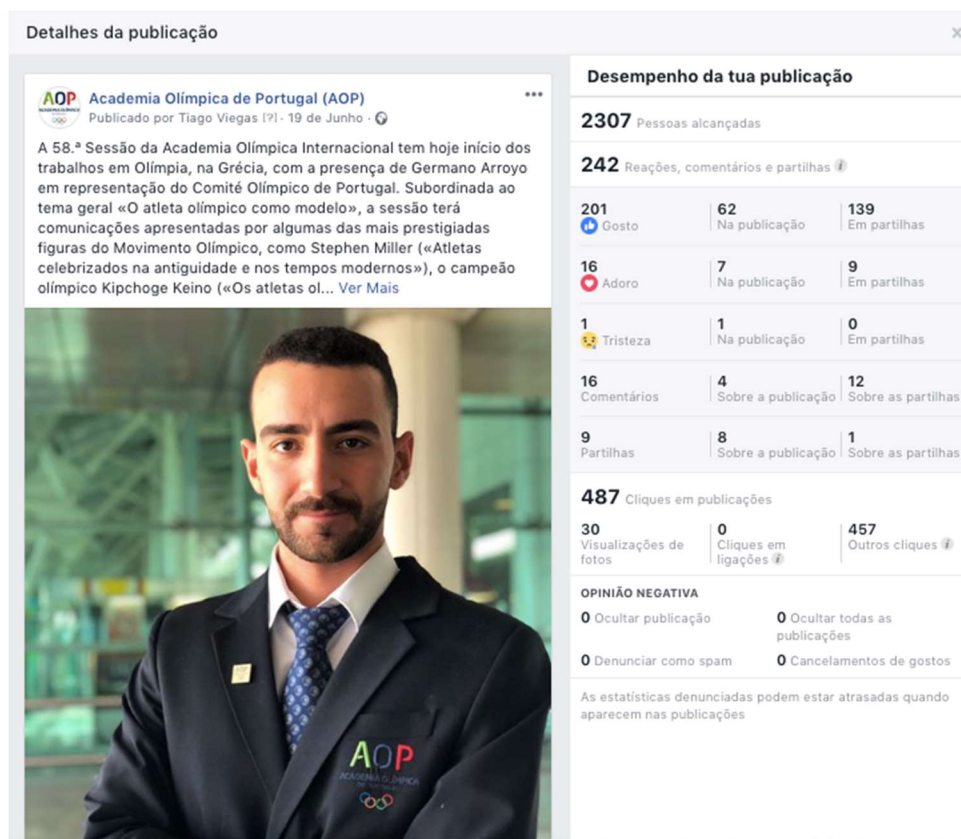 Detalhes da publicação
AOP
Academia Olímpica de Portugal (AOP)
Publicado por Tiago Viegas [?] · 19 de Junho ·
A 58.ª Sessão da Academia Olímpica Internacional tem hoje início dos
trabalhos em Olímpia, na Grécia, com a presença de Germano Arroyo
em representação do Comité Olímpico de Portugal. Subordinada ao
tema geral «O atleta olímpico como modelo», a sessão terá
comunicações apresentadas por algumas das mais prestigiadas
figuras do Movimento Olímpico, como Stephen Miller («Atletas
celebrizados na antiguidade e nos tempos modernos»), o campeão
olímpico Kipchoge Keino («Os atletas ol... Ver Mais
AOP
ACADEMIA OLÍMPICA
Desempenho da tua publicação
2307 Pessoas alcançadas
242 Reações, comentários e partilhas
201 62 139
Gosto Na publicação Em partilhas
16 7 9
Adoro Na publicação Em partilhas
1 1 0
Tristeza Na publicação Em partilhas
16 4 12
Comentários Sobre a publicação Sobre as partilhas
9 8 1
Partilhas Sobre a publicação Sobre as partilhas
487 Cliques em publicações
30 0 457
Visualizações de Cliques em Outros cliques
fotos ligações
OPINIÃO NEGATIVA
0 Ocultar publicação 0 Ocultar todas as
publicações
0 Denunciar como spam 0 Cancelamentos de gostos
As estatísticas denunciadas podem estar atrasadas quando
aparecem nas publicações